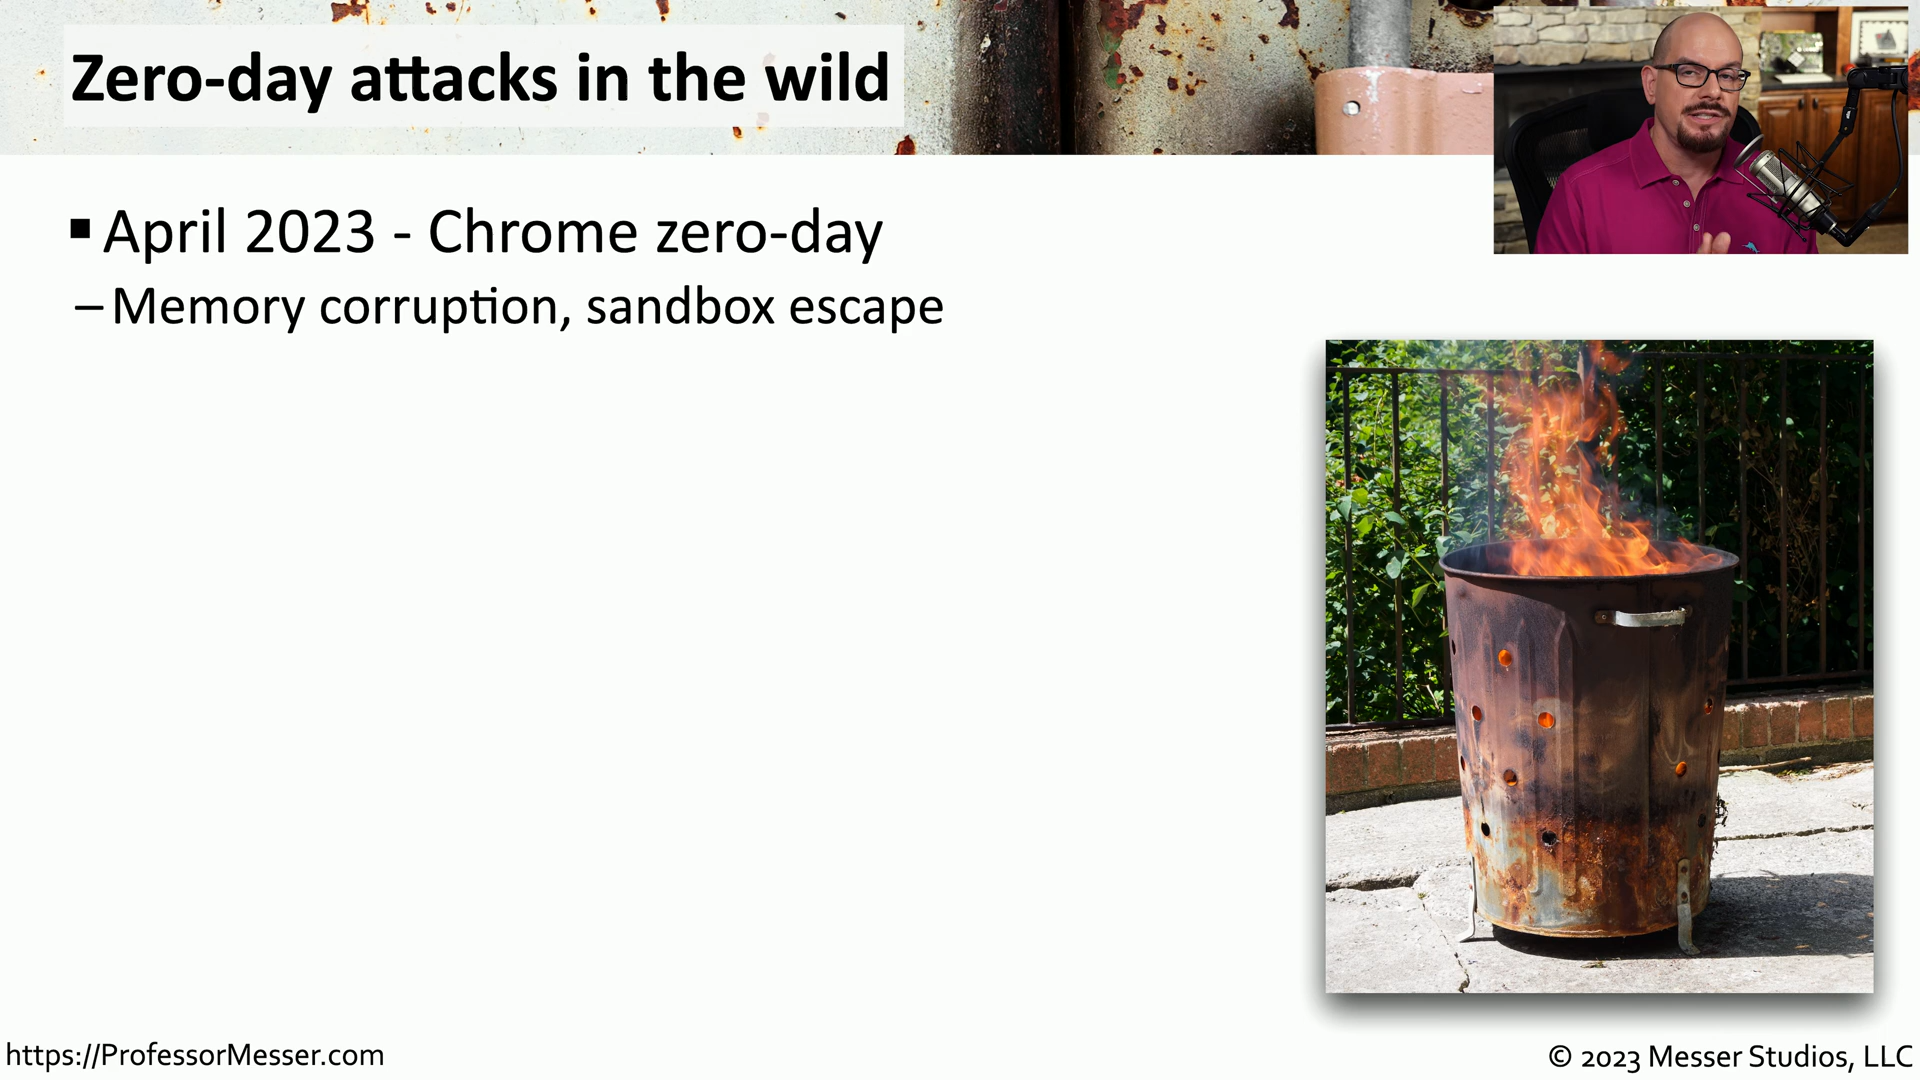 Zero-day attacks in the wild
▪ April 2023 - Chrome zero-day
– Memory corruption, sandbox escape
https://ProfessorMesser.com
© 2023 Messer Studios, LLC